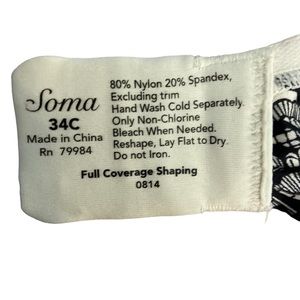 Soma
34C
Made in China
Rn 79984
80% Nylon 20% Spandex,
Excluding trim
Hand Wash Cold Separately.
Only Non-Chlorine
Bleach When Needed.
Reshape, Lay Flat to Dry.
Do not Iron.
Full Coverage Shaping
0814